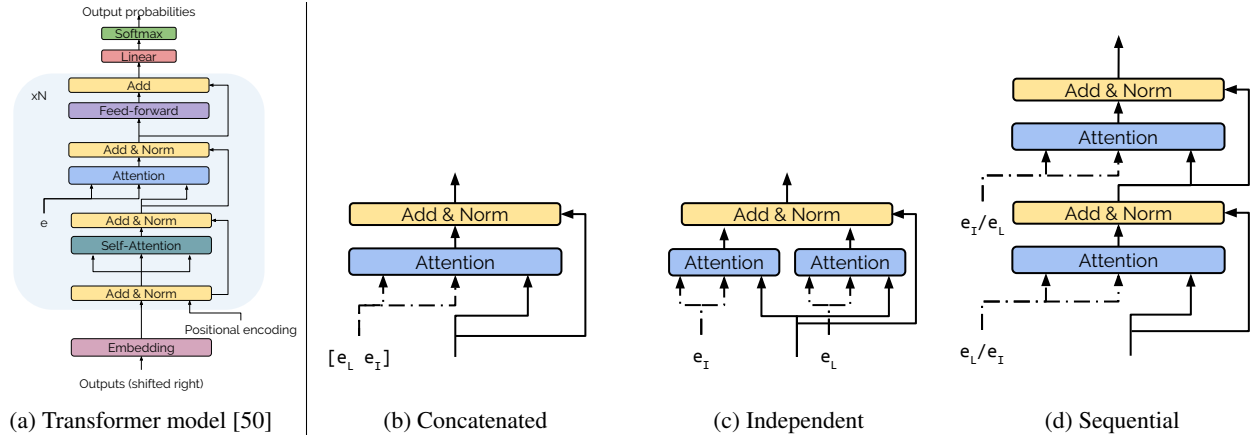 Output probabilities
Softmax
Linear
xN
Add
Feed-forward
Add & Norm
Attention
e
Add & Norm
Self-Attention
Add & Norm
Positional encoding
Embedding
Outputs (shifted right)
(a) Transformer model [50]
Add & Norm
Attention
[e_L e_I]
(b) Concatenated
Add & Norm
Attention Attention
e_I e_L
(c) Independent
Add & Norm
Attention
e_I/e_L
Add & Norm
Attention
e_L/e_I
(d) Sequential